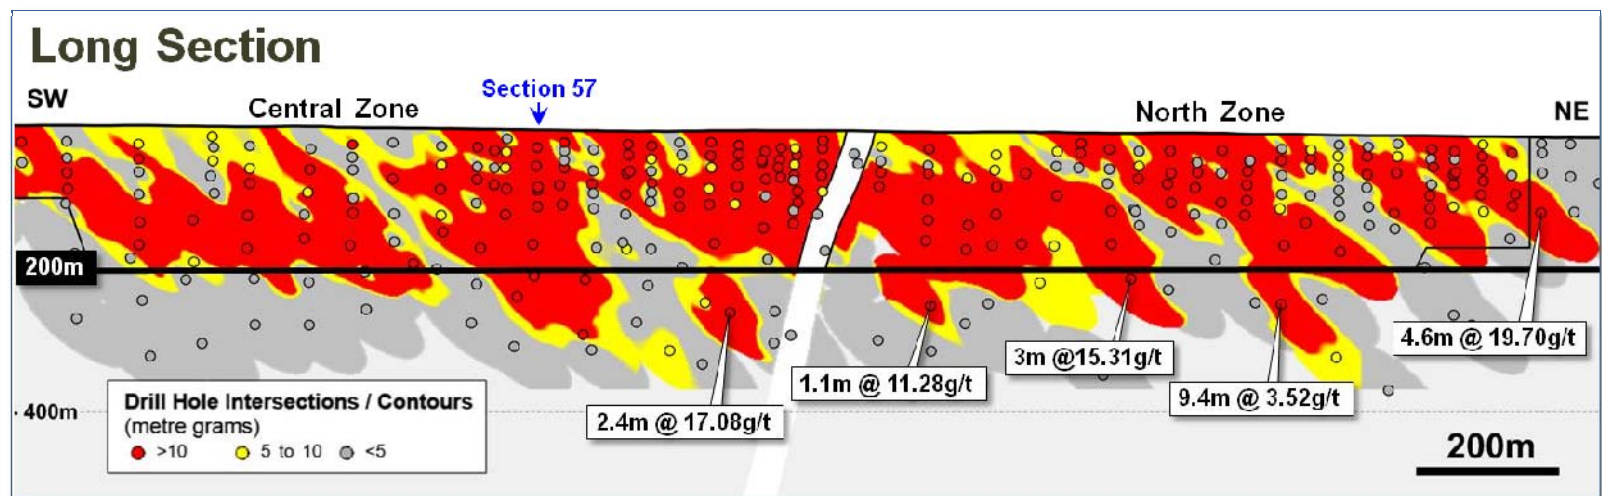 Long Section
SW
Central Zone
Section 57
North Zone
NE
200m
4.6m @ 19.70g/t
3m @15.31g/t
1.1m @ 11.28g/t
9.4m @ 3.52g/t
2.4m @ 17.08g/t
400m
Drill Hole Intersections / Contours
(metre grams)
>10 5 to 10 <5
200m